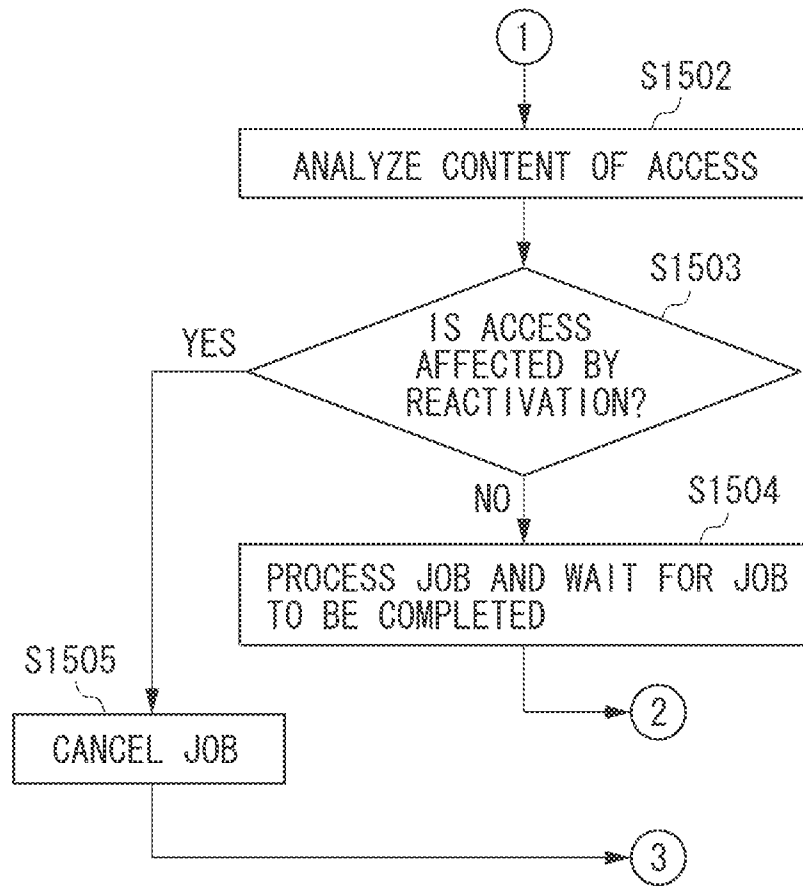 1
S1502
ANALYZE CONTENT OF ACCESS
S1503
IS ACCESS
AFFECTED BY
REACTIVATION?
YES
NO
S1504
PROCESS JOB AND WAIT FOR JOB
TO BE COMPLETED
S1505
2
CANCEL JOB
3